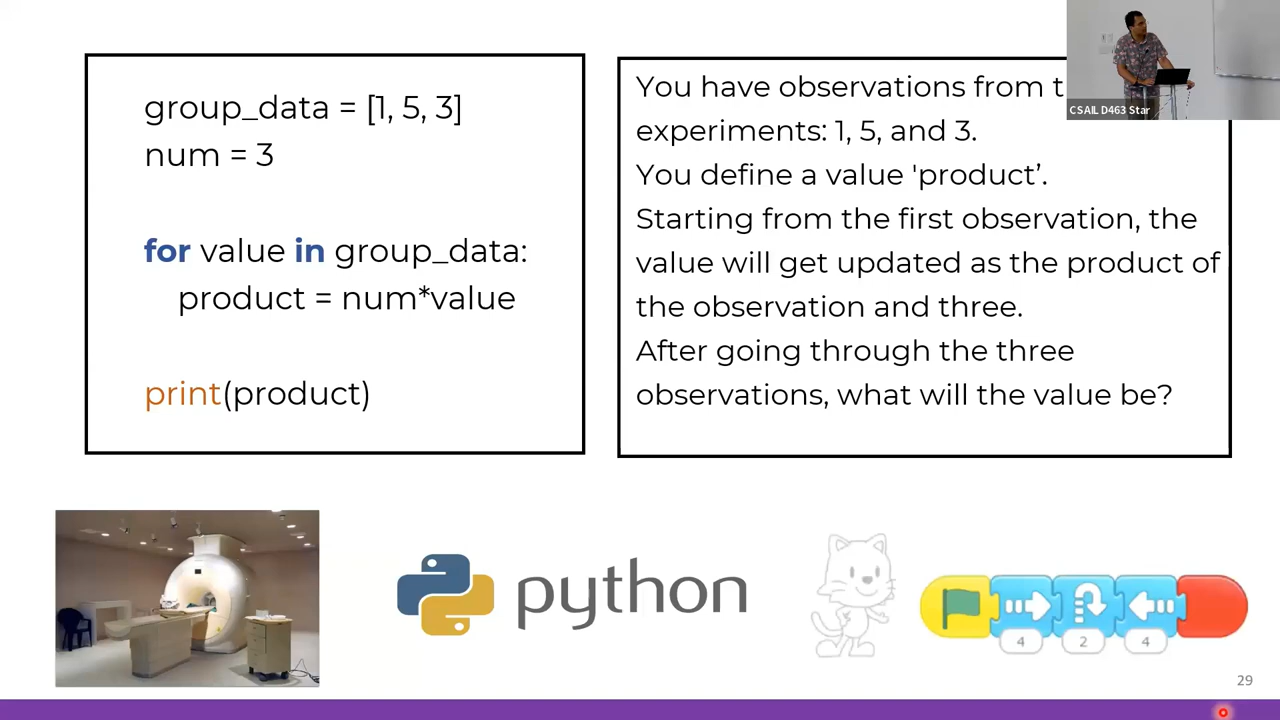 group_data = [1, 5, 3]
num = 3
for value in group_data:
product = num*value
print(product)
You have observations from
experiments: 1, 5, and 3.
You define a value 'product’.
Starting from the first observation, the
value will get updated as the product of
the observation and three.
After going through the three
observations, what will the value be?
CSAIL D463 Star
python
4 2 4
29